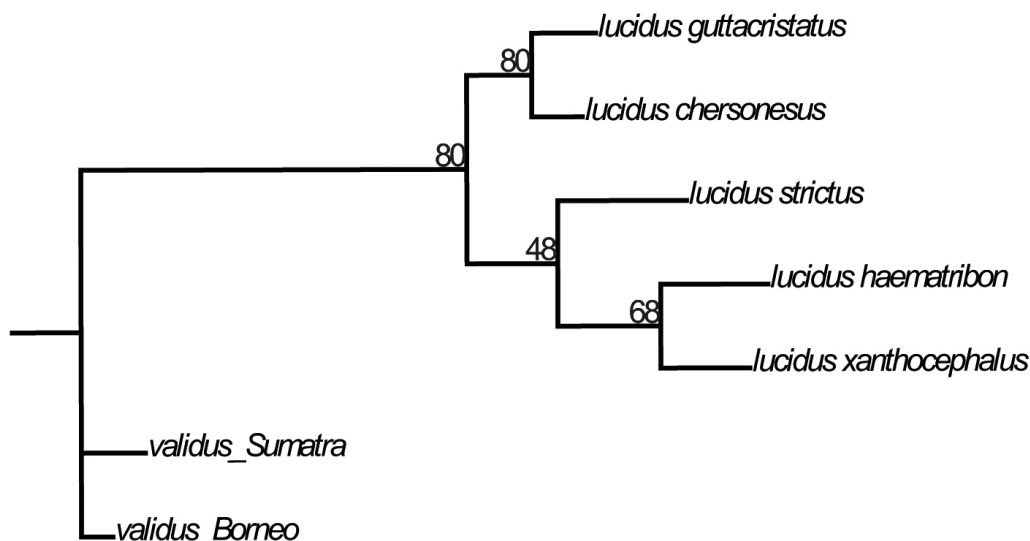 lucidus guttacristatus
80
lucidus chersonesus
80
lucidus strictus
48
lucidus haematribon
68
lucidus xanthocephalus
validus_Sumatra
validus Borneo